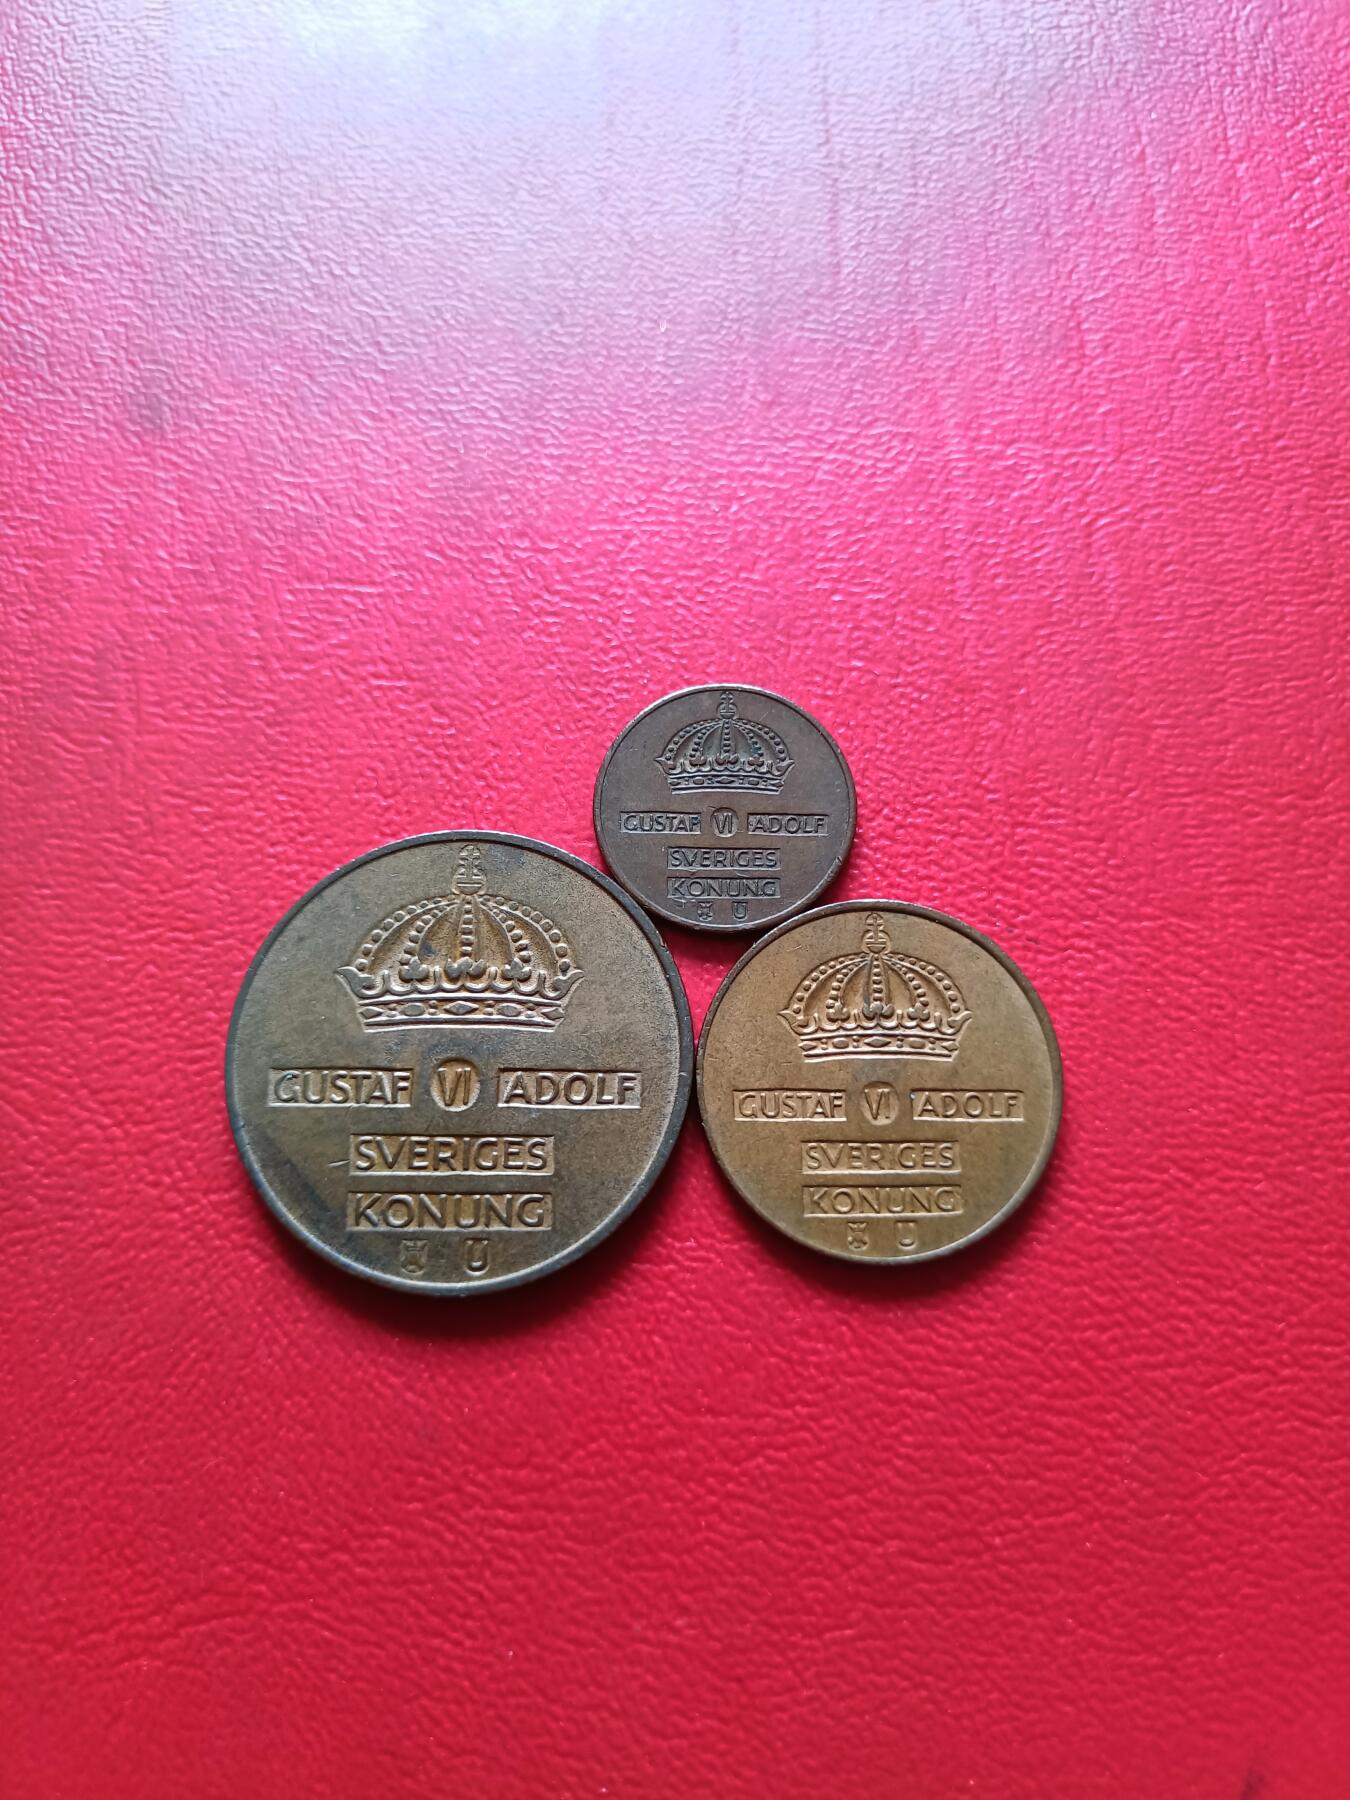 GUSTAF VI ADOLF
SVERIGES
KONUNG
U
GUSTAF VI ADOLF
SVERIGES
KONUNG
U
GUSTAF VI ADOLF
SVERIGES
KONUNG
U